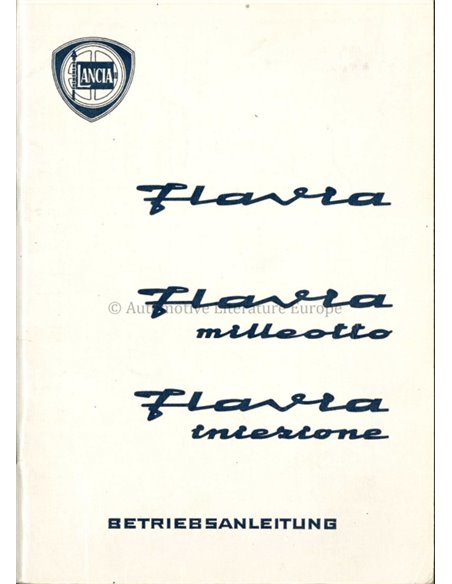 LANCIA
Flavia
Flavia
© Automotive Literature Europe
milleotto
Flavia
iniezione
BETRIEBSANLEITUNG